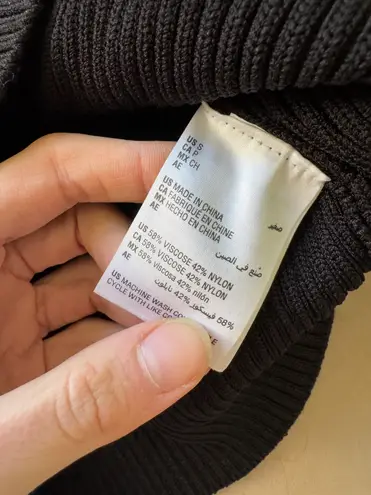 US S
CA P
MX CH
AE
صغير
US MADE IN CHINA
CA FABRIQUE EN CHINE
MX HECHO EN CHINA
AE
صنع في الصين
US 58% VISCOSE 42% NYLON
CA 58% VISCOSE 42% NYLON
MX 58% viscosa 42% nailon
AE
58% فيسكوز 42% نايلون
US MACHINE WASH
CYCLE WITH LIKE